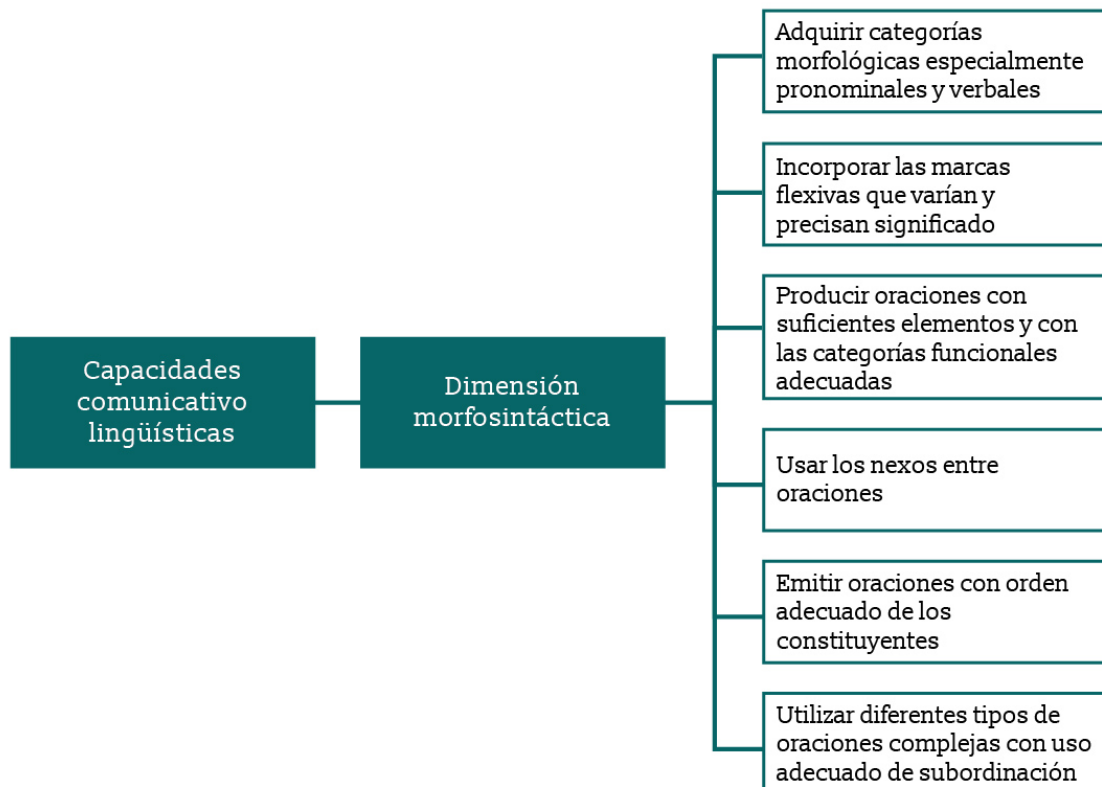 Capacidades
comunicativo
lingüísticas
Dimensión
morfosintáctica
Adquirir categorías
morfológicas especialmente
pronominales y verbales
Incorporar las marcas
flexivas que varían y
precisan significado
Producir oraciones con
suficientes elementos y con
las categorías funcionales
adecuadas
Usar los nexos entre
oraciones
Emitir oraciones con orden
adecuado de los
constituyentes
Utilizar diferentes tipos de
oraciones complejas con uso
adecuado de subordinación